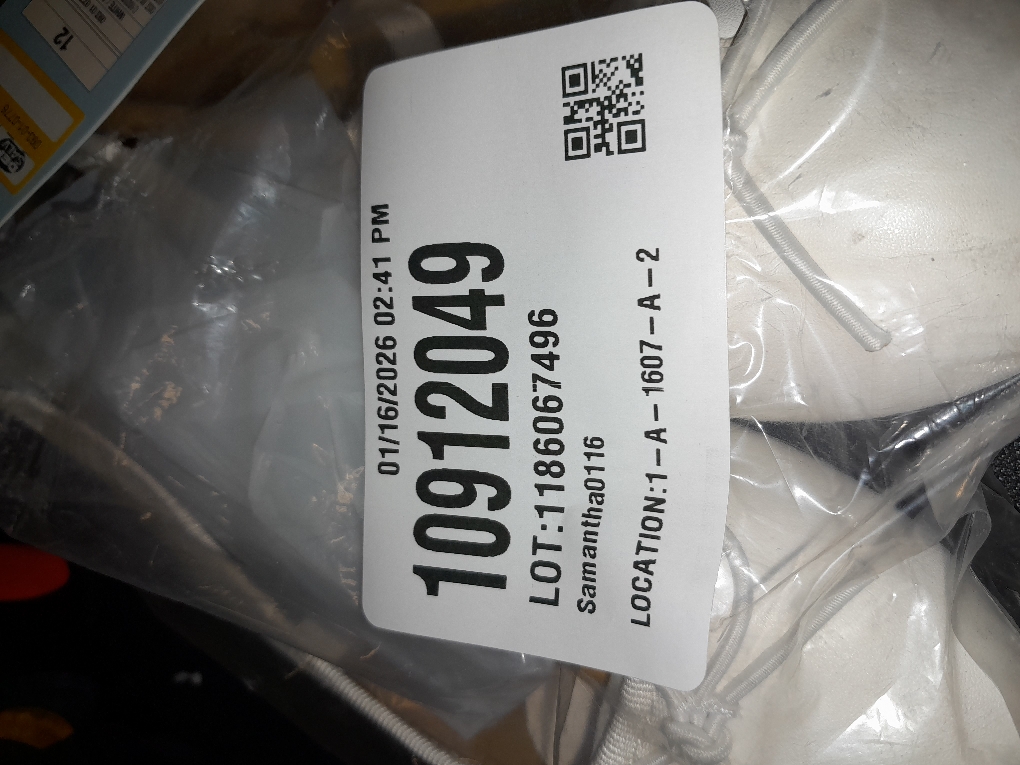 01/16/2026 02:41 PM
10912049
LOT:1186067496
Samantha0116
LOCATION:1-A-1607-A-2
12